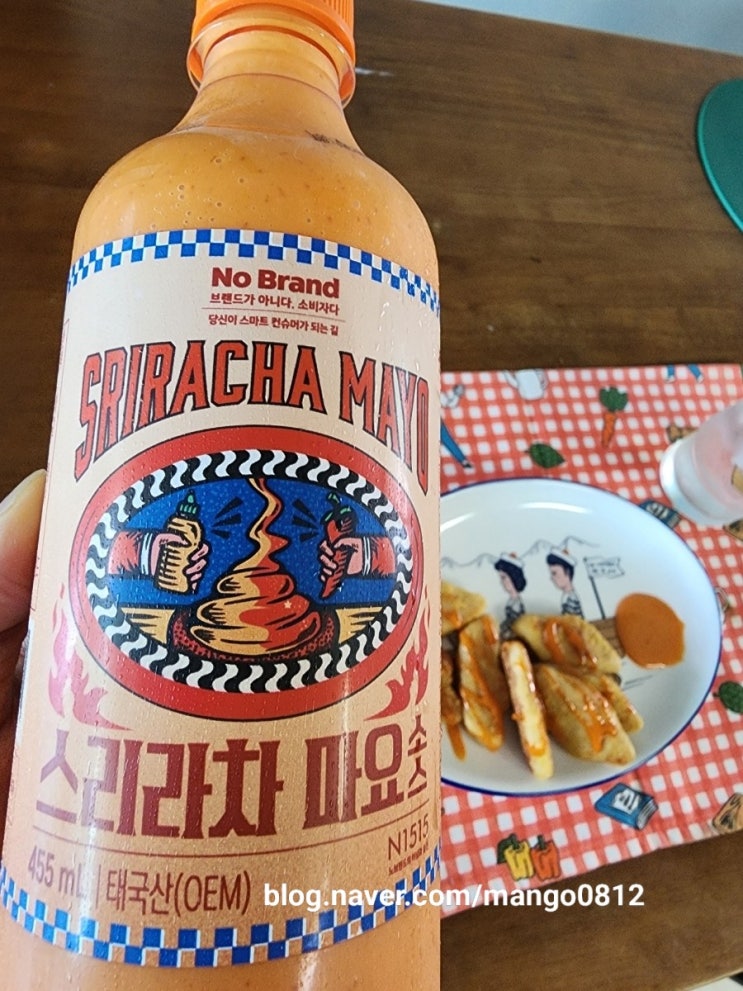 No Brand
브랜드가 아니다. 소비자다
당신이 스마트 컨슈머가 되는 길
SRIRACHA MAYO
스리라차 마요소스
N1515
455 mL | 태국산(OEM)
blog.naver.com/mango0812